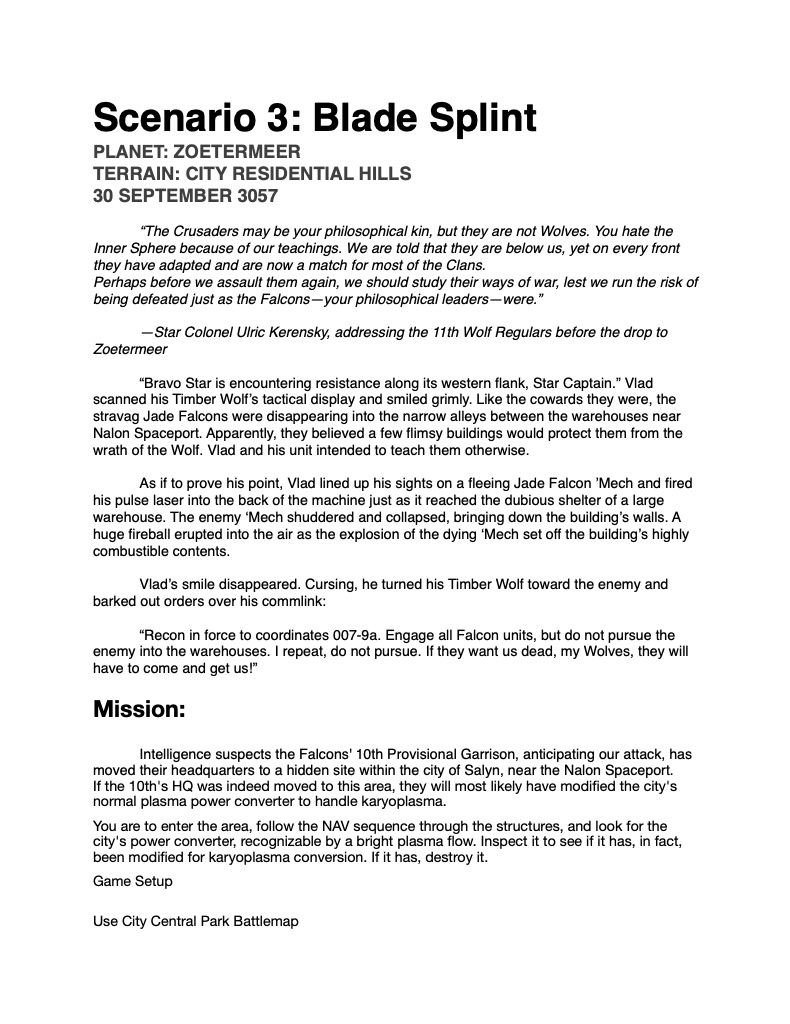 Scenario 3: Blade Splint
PLANET: ZOETERMEER
TERRAIN: CITY RESIDENTIAL HILLS
30 SEPTEMBER 3057
“The Crusaders may be your philosophical kin, but they are not Wolves. You hate the
Inner Sphere because of our teachings. We are told that they are below us, yet on every front
they have adapted and are now a match for most of the Clans.
Perhaps before we assault them again, we should study their ways of war, lest we run the risk of
being defeated just as the Falcons—your philosophical leaders—were.”
—Star Colonel Ulric Kerensky, addressing the 11th Wolf Regulars before the drop to
Zoetermeer
“Bravo Star is encountering resistance along its western flank, Star Captain.” Vlad
scanned his Timber Wolf’s tactical display and smiled grimly. Like the cowards they were, the
stravag Jade Falcons were disappearing into the narrow alleys between the warehouses near
Nalon Spaceport. Apparently, they believed a few flimsy buildings would protect them from the
wrath of the Wolf. Vlad and his unit intended to teach them otherwise.
As if to prove his point, Vlad lined up his sights on a fleeing Jade Falcon ’Mech and fired
his pulse laser into the back of the machine just as it reached the dubious shelter of a large
warehouse. The enemy ‘Mech shuddered and collapsed, bringing down the building’s walls. A
huge fireball erupted into the air as the explosion of the dying ‘Mech set off the building’s highly
combustible contents.
Vlad’s smile disappeared. Cursing, he turned his Timber Wolf toward the enemy and
barked out orders over his commlink:
“Recon in force to coordinates 007-9a. Engage all Falcon units, but do not pursue the
enemy into the warehouses. I repeat, do not pursue. If they want us dead, my Wolves, they will
have to come and get us!”
Mission:
Intelligence suspects the Falcons' 10th Provisional Garrison, anticipating our attack, has
moved their headquarters to a hidden site within the city of Salyn, near the Nalon Spaceport.
If the 10th's HQ was indeed moved to this area, they will most likely have modified the city's
normal plasma power converter to handle karyoplasma.
You are to enter the area, follow the NAV sequence through the structures, and look for the
city's power converter, recognizable by a bright plasma flow. Inspect it to see if it has, in fact,
been modified for karyoplasma conversion. If it has, destroy it.
Game Setup
Use City Central Park Battlemap